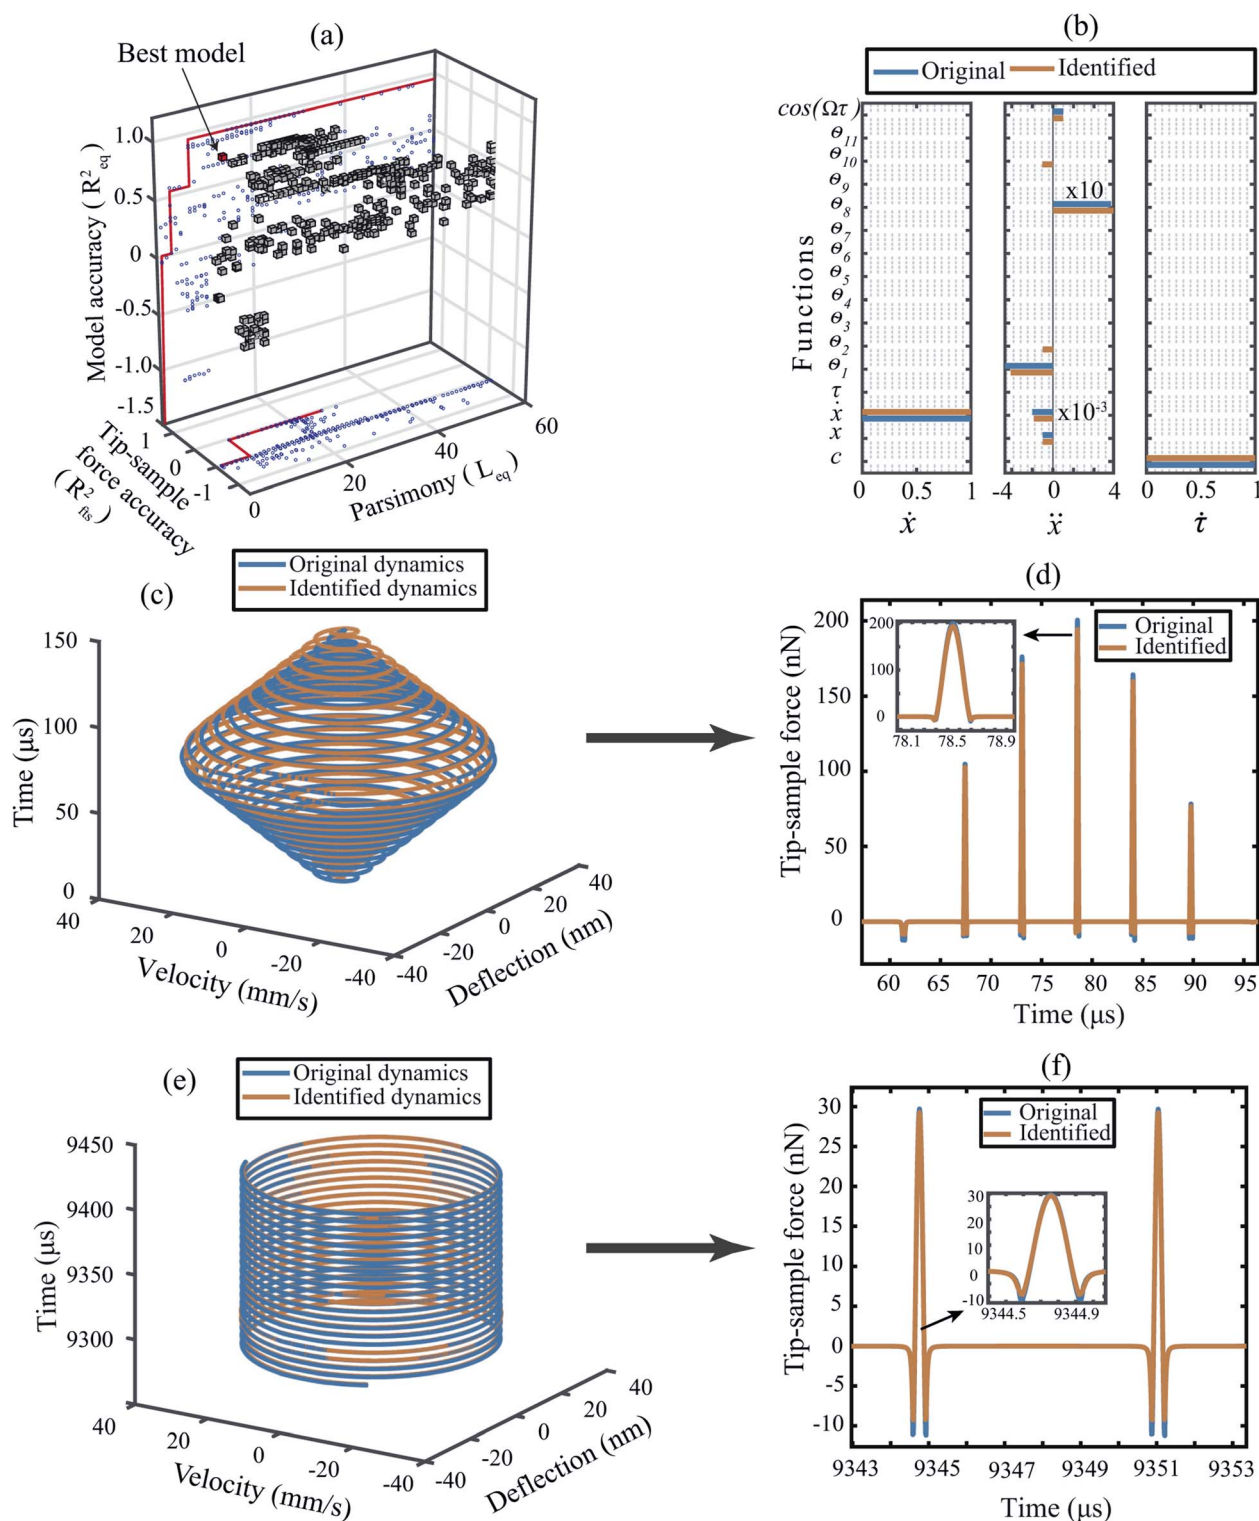 (a)
Best model
Model accuracy ( R²eq)
1.0
0.5
0
-0.5
-1.0
-1.5
Tip-sample
force accuracy
( R²fts)
1
0
-1
0
20
40
60
Parsimony ( Leq)
(b)
Original
Identified
Functions
cos(Ωτ)
Θ11
Θ10
Θ9
Θ8
Θ7
Θ6
Θ5
Θ4
Θ3
Θ2
Θ1
τ
ẋ
x
c
x10
x10-3
0 0.5 1
-4 0 4
0 0.5 1
ẋ
ẍ
τ̇
(c)
Original dynamics
Identified dynamics
Time (µs)
150
100
50
0
40 20 0 -20 -40
Velocity (mm/s)
-40 -20 0 20 40
Deflection (nm)
(d)
Original
Identified
Tip-sample force (nN)
200
150
100
50
0
60 65 70 75 80 85 90 95
Time (µs)
200
100
0
78.1 78.5 78.9
(e)
Original dynamics
Identified dynamics
Time (µs)
9450
9400
9350
9300
40 20 0 -20 -40
Velocity (mm/s)
-40 -20 0 20 40
Deflection (nm)
(f)
Original
Identified
Tip-sample force (nN)
30
25
20
15
10
5
0
-5
-10
9343 9345 9347 9349 9351 9353
Time (µs)
30
20
10
0
-10
9344.5 9344.9